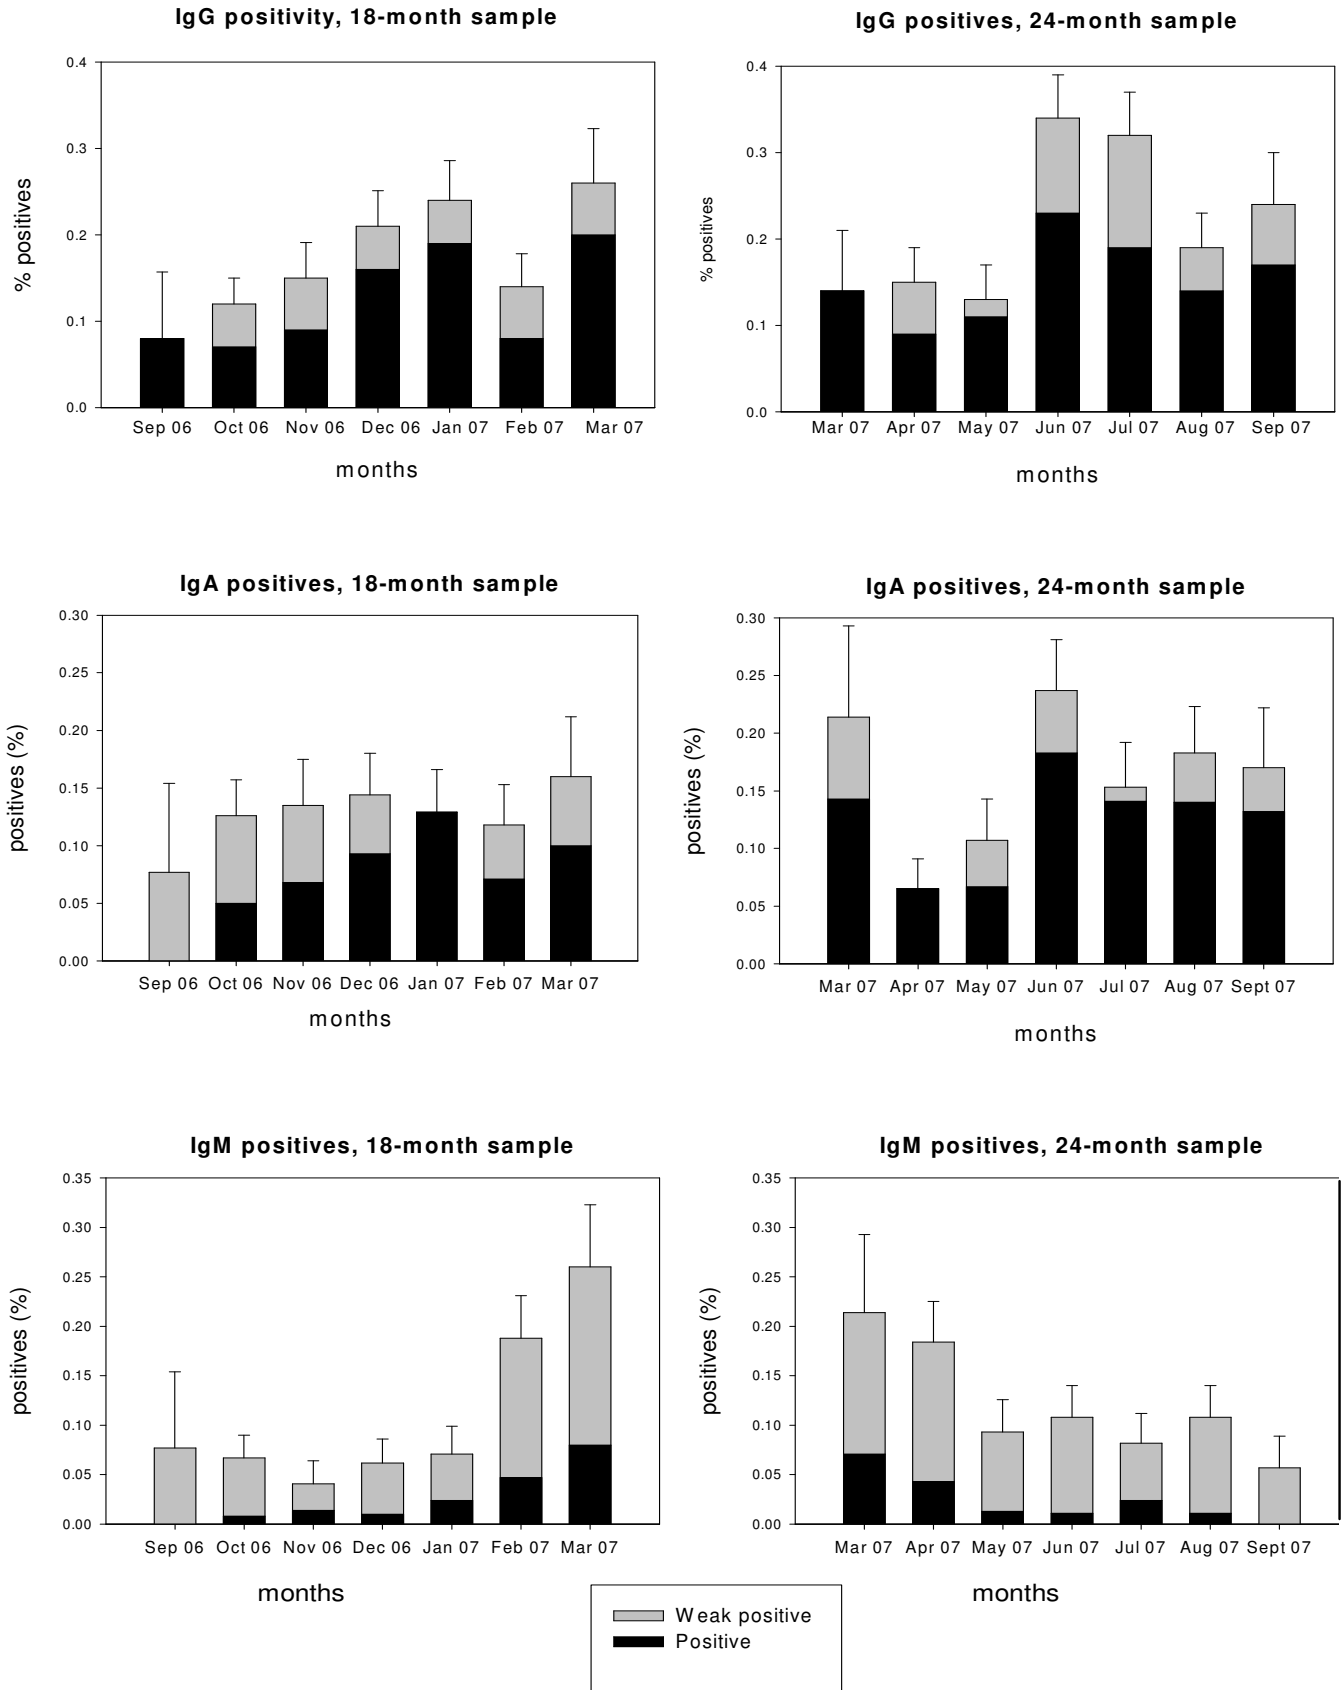 IgG positivity, 18-month sample
% positives
0.4
0.3
0.2
0.1
0.0
Sep 06 Oct 06 Nov 06 Dec 06 Jan 07 Feb 07 Mar 07
months
IgG positives, 24-month sample
% positives
0.4
0.3
0.2
0.1
0.0
Mar 07 Apr 07 May 07 Jun 07 Jul 07 Aug 07 Sep 07
months
IgA positives, 18-month sample
positives (%)
0.30
0.25
0.20
0.15
0.10
0.05
0.00
Sep 06 Oct 06 Nov 06 Dec 06 Jan 07 Feb 07 Mar 07
months
IgA positives, 24-month sample
positives (%)
0.30
0.25
0.20
0.15
0.10
0.05
0.00
Mar 07 Apr 07 May 07 Jun 07 Jul 07 Aug 07 Sept 07
months
IgM positives, 18-month sample
positives (%)
0.35
0.30
0.25
0.20
0.15
0.10
0.05
0.00
Sep 06 Oct 06 Nov 06 Dec 06 Jan 07 Feb 07 Mar 07
months
IgM positives, 24-month sample
positives (%)
0.35
0.30
0.25
0.20
0.15
0.10
0.05
0.00
Mar 07 Apr 07 May 07 Jun 07 Jul 07 Aug 07 Sept 07
months
Weak positive
Positive